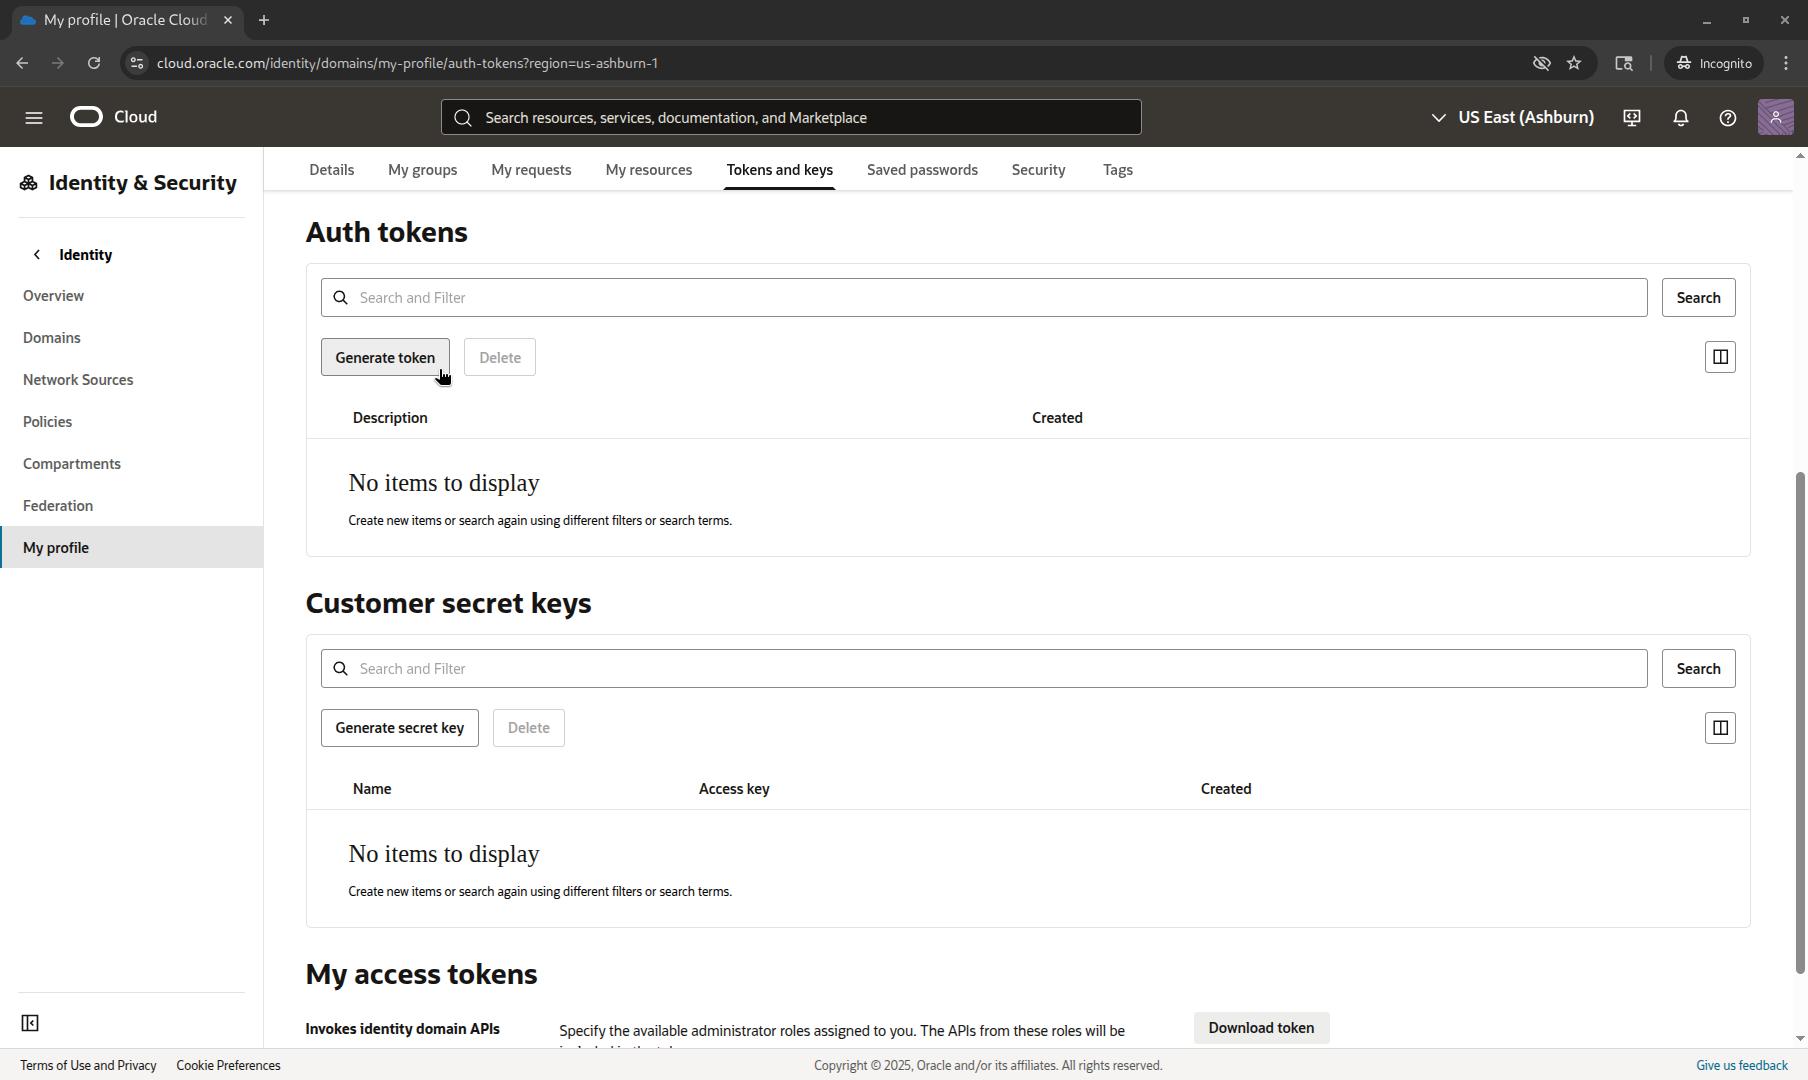 My profile | Oracle Cloud
cloud.oracle.com/identity/domains/my-profile/auth-tokens?region=us-ashburn-1
Incognito
Cloud
Search resources, services, documentation, and Marketplace
US East (Ashburn)
Identity & Security
Identity
Overview
Domains
Network Sources
Policies
Compartments
Federation
My profile
Details My groups My requests My resources Tokens and keys Saved passwords Security Tags
Auth tokens
Search and Filter Search
Generate token Delete
Description Created
No items to display
Create new items or search again using different filters or search terms.
Customer secret keys
Search and Filter Search
Generate secret key Delete
Name Access key Created
No items to display
Create new items or search again using different filters or search terms.
My access tokens
Invokes identity domain APIs Specify the available administrator roles assigned to you. The APIs from these roles will be Download token
Terms of Use and Privacy Cookie Preferences Copyright © 2025, Oracle and/or its affiliates. All rights reserved. Give us feedback